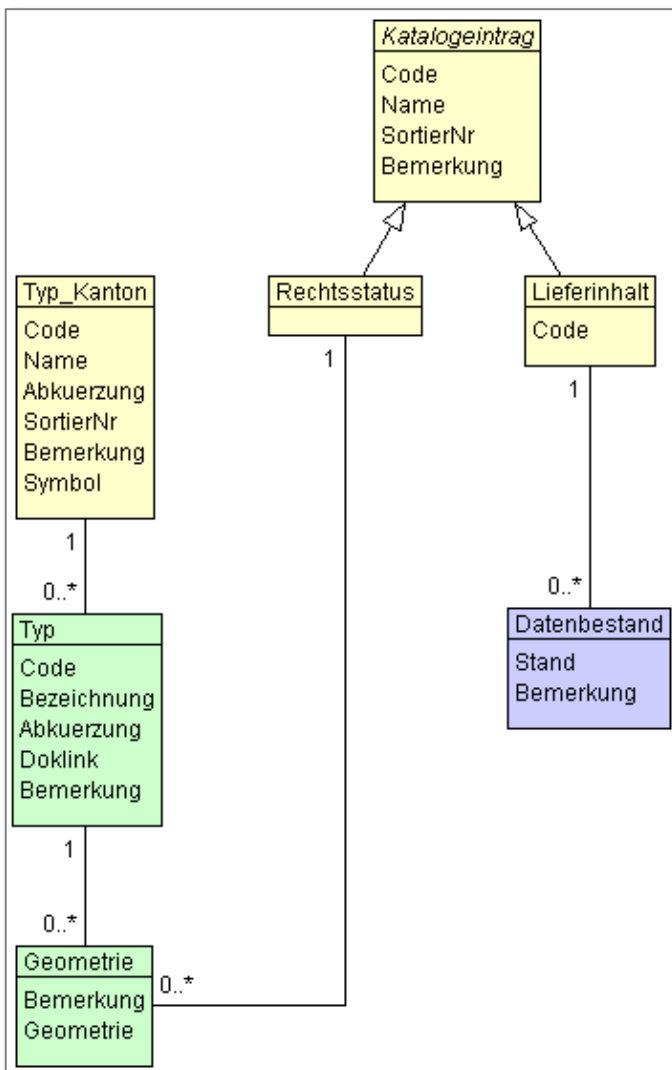 Katalogeintrag
Code
Name
SortierNr
Bemerkung
Typ_Kanton
Code
Name
Abkuerzung
SortierNr
Bemerkung
Symbol
Rechtsstatus
Lieferinhalt
Code
1
1
1
0..*
0..*
Typ
Code
Bezeichnung
Abkuerzung
Doklink
Bemerkung
Datenbestand
Stand
Bemerkung
1
0..*
Geometrie
Bemerkung
Geometrie
0..*